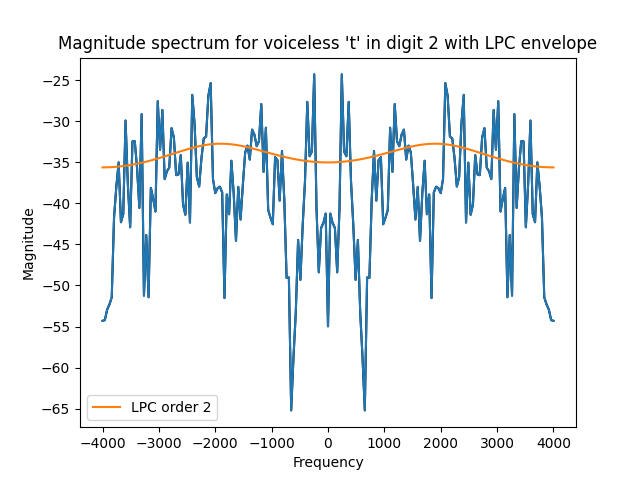 Magnitude spectrum for voiceless 't' in digit 2 with LPC envelope
−25
−30
−35
−40
−45
−50
−55
−60
−65
Magnitude
LPC order 2
−4000 −3000 −2000 −1000 0 1000 2000 3000 4000
Frequency